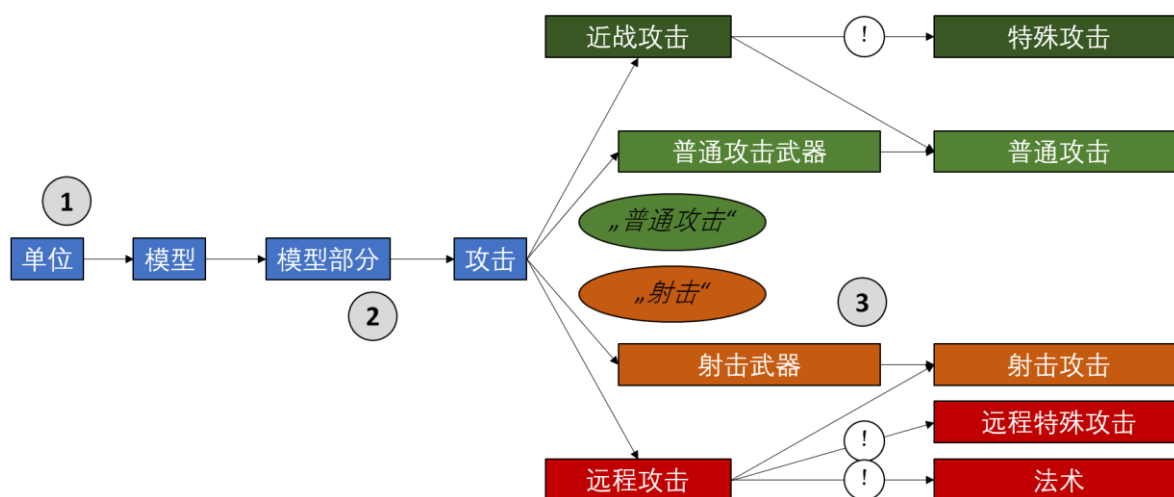 近战攻击
!
特殊攻击
普通攻击武器
普通攻击
1
„普通攻击“
单位
模型
模型部分
攻击
„射击“
2
3
射击武器
射击攻击
远程特殊攻击
!
远程攻击
!
法术